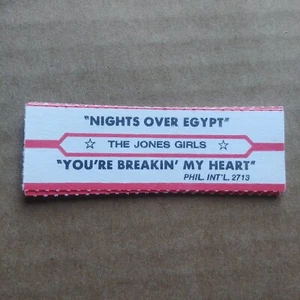 "NIGHTS OVER EGYPT"
☆ THE JONES GIRLS ☆
"YOU'RE BREAKIN' MY HEART"
PHIL. INT'L. 2713